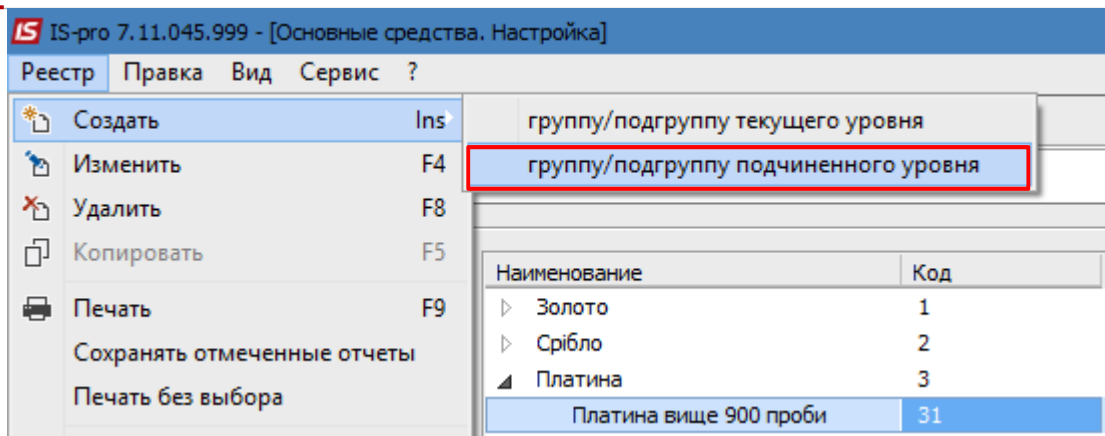 IS IS-pro 7.11.045.999 - [Основные средства. Настройка]
Реестр Правка Вид Сервис ?
Создать Ins
группу/подгруппу текущего уровня
Изменить F4
группу/подгруппу подчиненного уровня
Удалить F8
Копировать F5
Наименование Код
Печать F9
Золото 1
Сохранять отмеченные отчеты
Срібло 2
Платина 3
Печать без выбора
Платина вище 900 проби 31